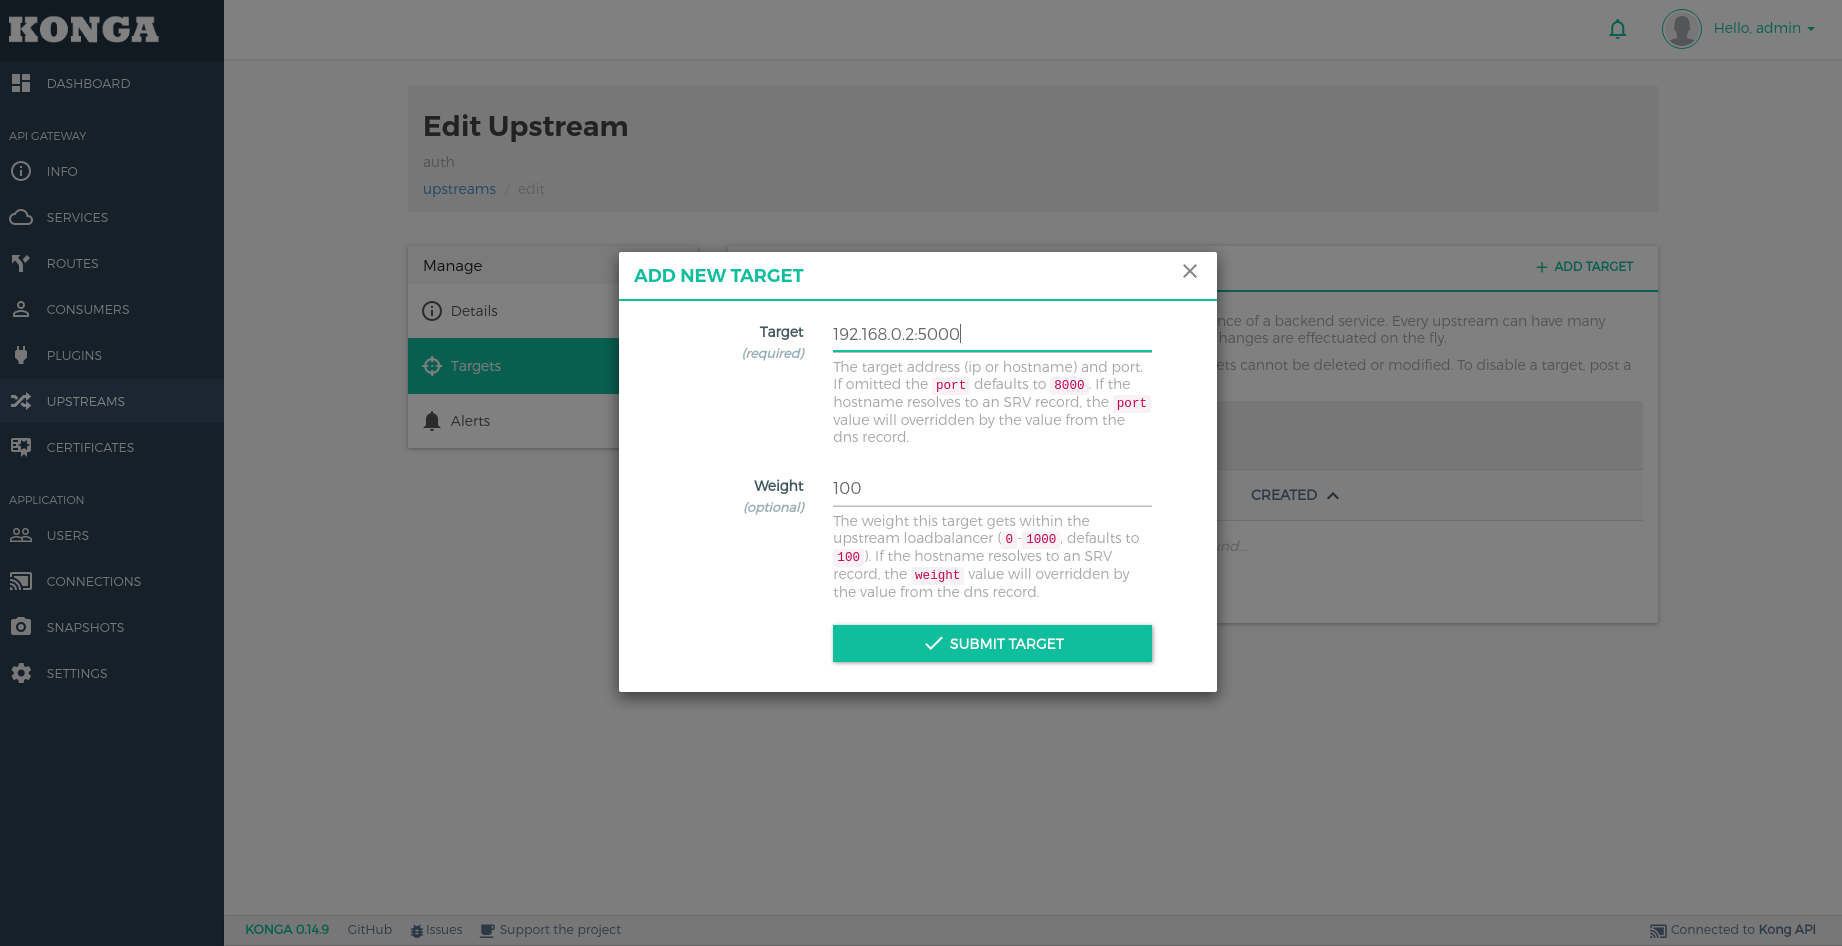 KONGA
Hello, admin
DASHBOARD
API GATEWAY
INFO
SERVICES
ROUTES
CONSUMERS
PLUGINS
UPSTREAMS
CERTIFICATES
APPLICATION
USERS
CONNECTIONS
SNAPSHOTS
SETTINGS
Edit Upstream
auth
upstreams / edit
Manage
Details
Targets
Alerts
ADD TARGET
nce of a backend service. Every upstream can have many
hanges are effectuated on the fly.
ets cannot be deleted or modified. To disable a target, post a
CREATED
und...
ADD NEW TARGET
Target
(required)
192.168.0.2:5000
The target address (ip or hostname) and port.
If omitted the port defaults to 8000. If the
hostname resolves to an SRV record, the port
value will overridden by the value from the
dns record.
Weight
(optional)
100
The weight this target gets within the
upstream loadbalancer (0-1000, defaults to
100). If the hostname resolves to an SRV
record, the weight value will overridden by
the value from the dns record.
SUBMIT TARGET
KONGA 0.14.9 GitHub Issues Support the project
Connected to Kong API